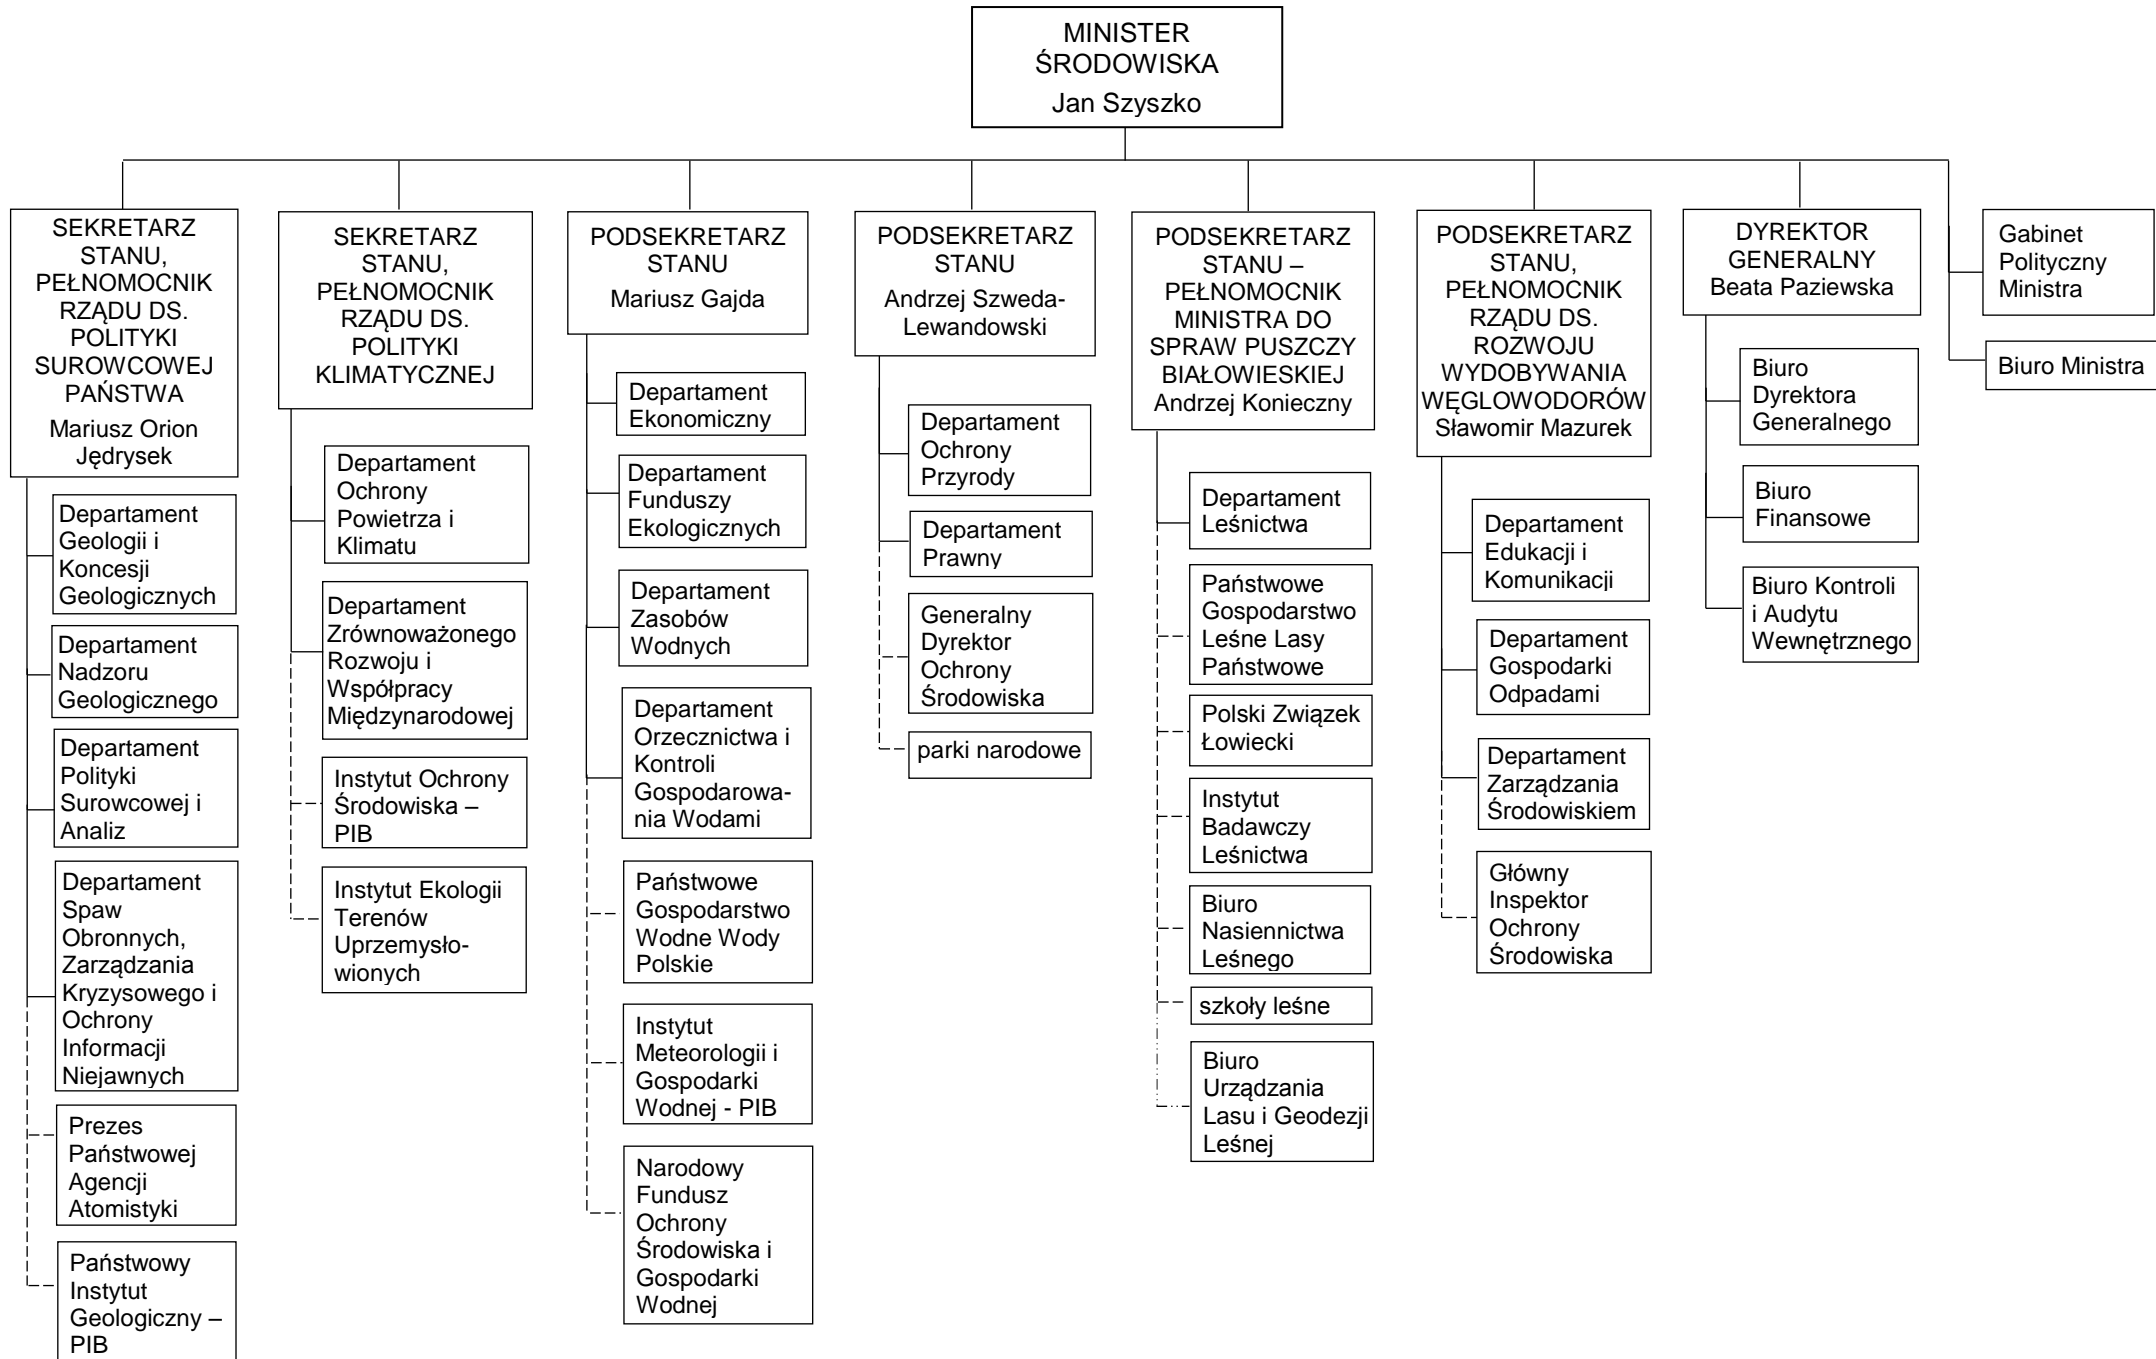 MINISTER
ŚRODOWISKA
Jan Szyszko
SEKRETARZ
STANU,
PEŁNOMOCNIK
RZĄDU DS.
POLITYKI
SUROWCOWEJ
PAŃSTWA
Mariusz Orion
Jędrysek
Departament
Geologii i
Koncesji
Geologicznych
Departament
Nadzoru
Geologicznego
Departament
Polityki
Surowcowej i
Analiz
Departament
Spaw
Obronnych,
Zarządzania
Kryzysowego i
Ochrony
Informacji
Niejawnych
Prezes
Państwowej
Agencji
Atomistyki
Państwowy
Instytut
Geologiczny –
PIB
SEKRETARZ
STANU,
PEŁNOMOCNIK
RZĄDU DS.
POLITYKI
KLIMATYCZNEJ
Departament
Ochrony
Powietrza i
Klimatu
Departament
Zrównoważonego
Rozwoju i
Współpracy
Międzynarodowej
Instytut Ochrony
Środowiska –
PIB
Instytut Ekologii
Terenów
Uprzemysło-
wionych
PODSEKRETARZ
STANU
Mariusz Gajda
Departament
Ekonomiczny
Departament
Funduszy
Ekologicznych
Departament
Zasobów
Wodnych
Departament
Orzecznictwa i
Kontroli
Gospodarowa-
nia Wodami
Państwowe
Gospodarstwo
Wodne Wody
Polskie
Instytut
Meteorologii i
Gospodarki
Wodnej - PIB
Narodowy
Fundusz
Ochrony
Środowiska i
Gospodarki
Wodnej
PODSEKRETARZ
STANU
Andrzej Szweda-
Lewandowski
Departament
Ochrony
Przyrody
Departament
Prawny
Generalny
Dyrektor
Ochrony
Środowiska
parki narodowe
PODSEKRETARZ
STANU –
PEŁNOMOCNIK
MINISTRA DO
SPRAW PUSZCZY
BIAŁOWIESKIEJ
Andrzej Konieczny
Departament
Leśnictwa
Państwowe
Gospodarstwo
Leśne Lasy
Państwowe
Polski Związek
Łowiecki
Instytut
Badawczy
Leśnictwa
Biuro
Nasiennictwa
Leśnego
szkoły leśne
Biuro
Urządzania
Lasu i Geodezji
Leśnej
PODSEKRETARZ
STANU,
PEŁNOMOCNIK
RZĄDU DS.
ROZWOJU
WYDOBYWANIA
WĘGLOWODORÓW
Sławomir Mazurek
Departament
Edukacji i
Komunikacji
Departament
Gospodarki
Odpadami
Departament
Zarządzania
Środowiskiem
Główny
Inspektor
Ochrony
Środowiska
DYREKTOR
GENERALNY
Beata Paziewska
Biuro
Dyrektora
Generalnego
Biuro
Finansowe
Biuro Kontroli
i Audytu
Wewnętrznego
Gabinet
Polityczny
Ministra
Biuro Ministra